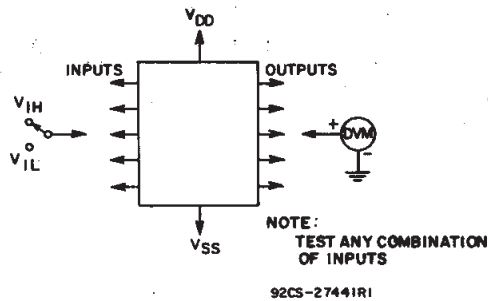 VDD
INPUTS
OUTPUTS
VIH
VIL
+
DVM
-
VSS
NOTE:
TEST ANY COMBINATION
OF INPUTS
92CS-27441R1